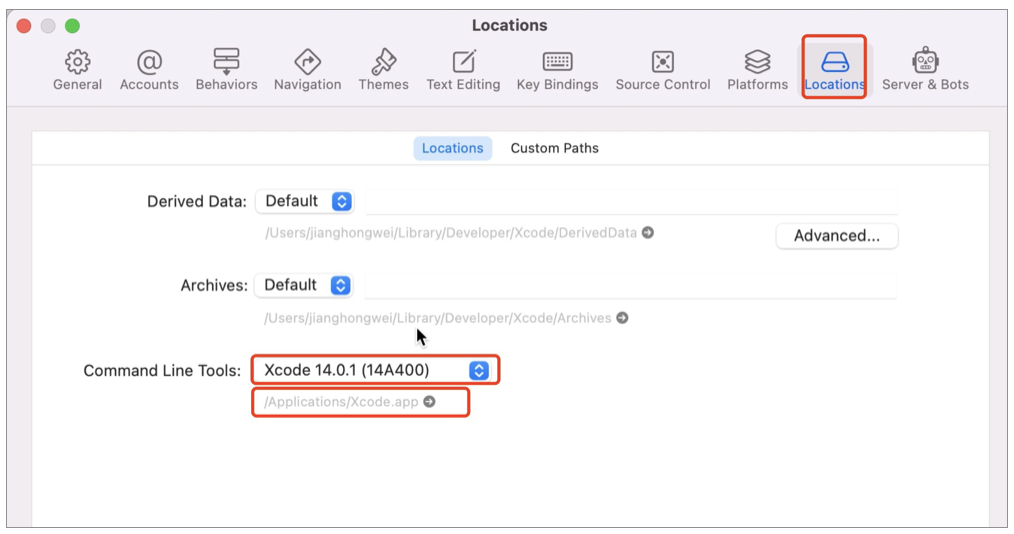 Locations
General Accounts Behaviors Navigation Themes Text Editing Key Bindings Source Control Platforms Locations Server & Bots
Locations Custom Paths
Derived Data: Default
/Users/jianghongwei/Library/Developer/Xcode/DerivedData
Advanced...
Archives: Default
/Users/jianghongwei/Library/Developer/Xcode/Archives
Command Line Tools: Xcode 14.0.1 (14A400)
/Applications/Xcode.app